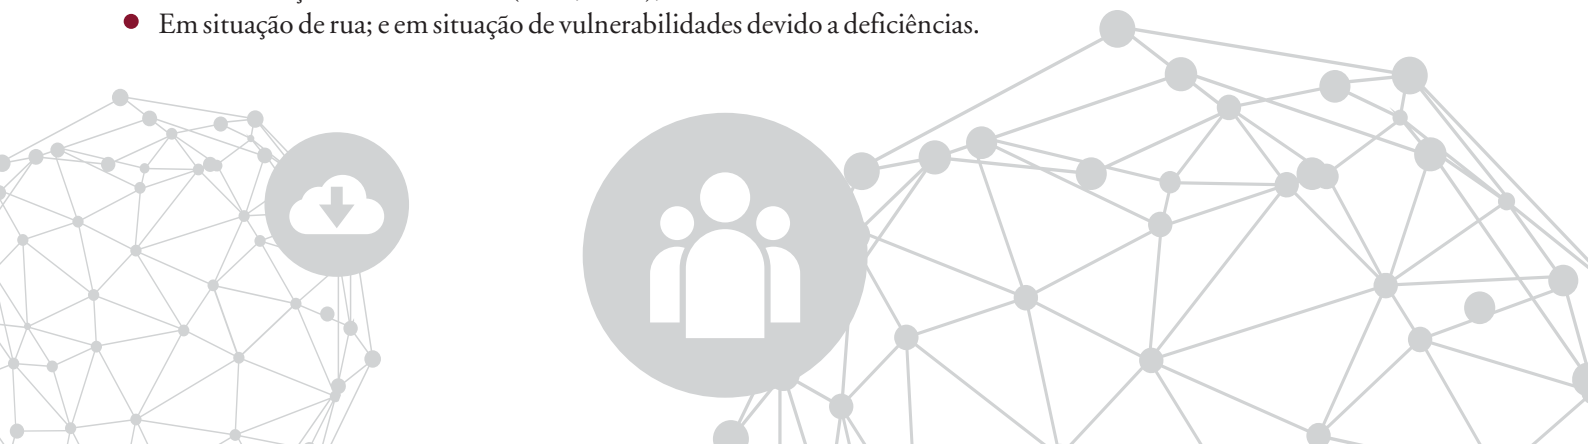 Em situação de rua; e em situação de vulnerabilidades devido a deficiências.